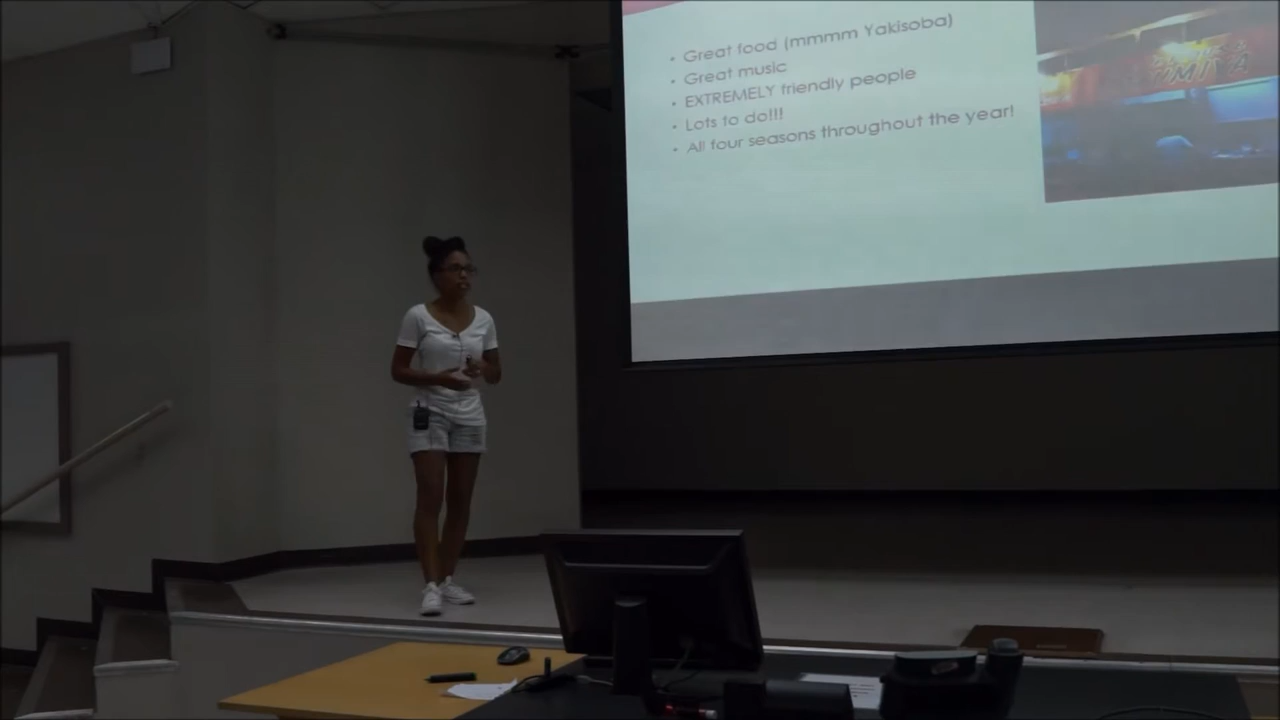 • Great food (mmmm Yakisoba)
• Great music
• EXTREMELY friendly people
• Lots to do!!!
• All four seasons throughout the year!